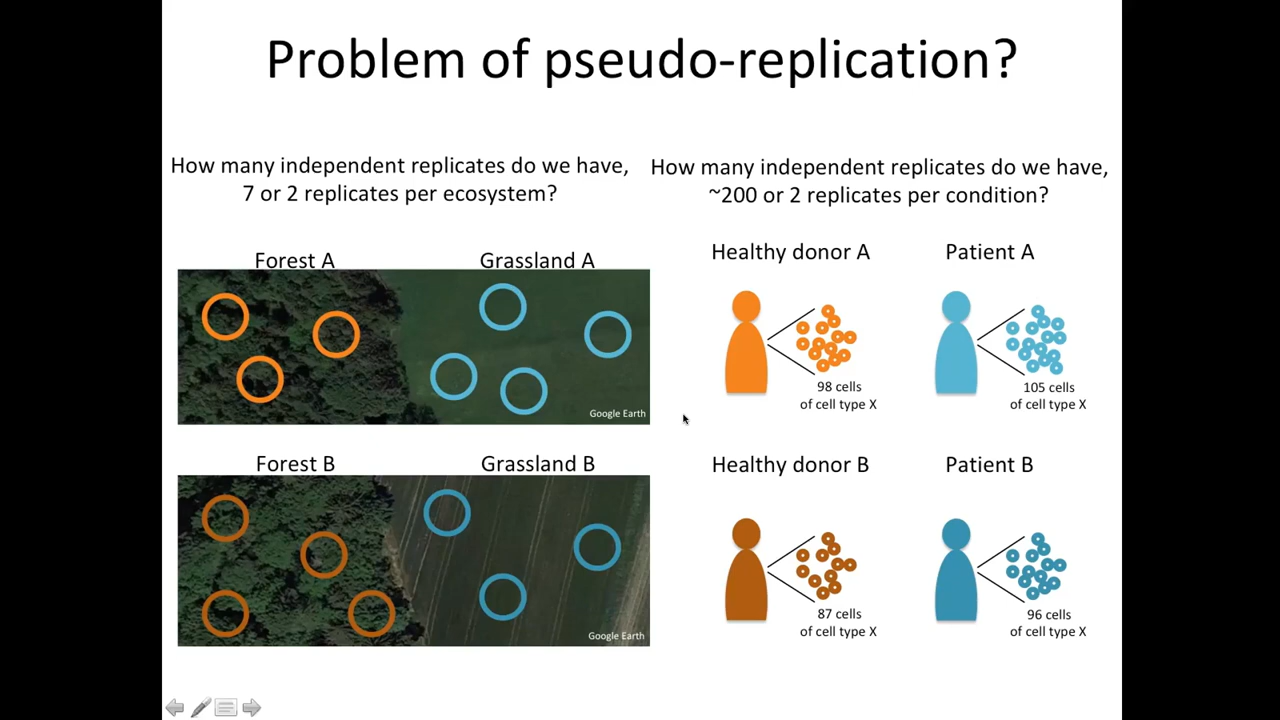 Problem of pseudo-replication?
How many independent replicates do we have,
7 or 2 replicates per ecosystem?
Forest A
Grassland A
Google Earth
Forest B
Grassland B
Google Earth
How many independent replicates do we have,
~200 or 2 replicates per condition?
Healthy donor A
Patient A
98 cells
of cell type X
105 cells
of cell type X
Healthy donor B
Patient B
87 cells
of cell type X
96 cells
of cell type X